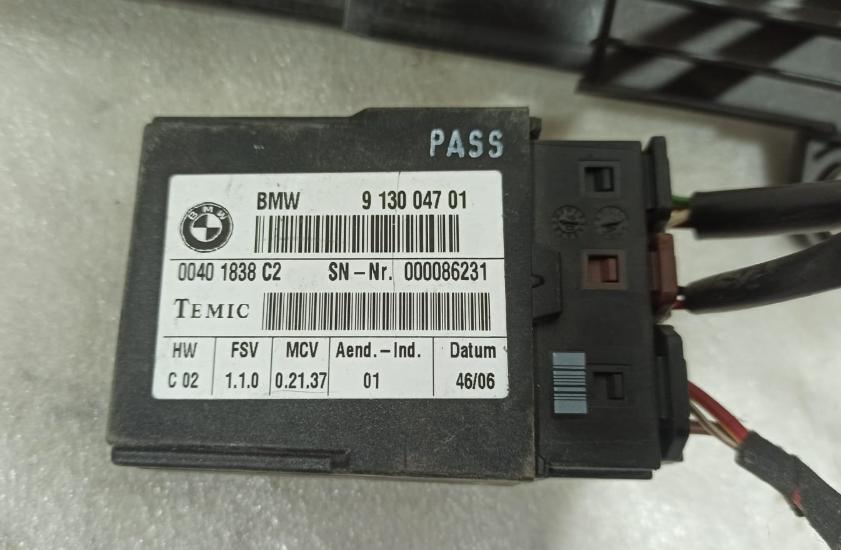 PASS
BMW 9 130 047 01
BMW
0040 1838 C2 SN-Nr. 000086231
TEMIC
HW FSV MCV Aend.-Ind. Datum
C 02 1.1.0 0.21.37 01 46/06